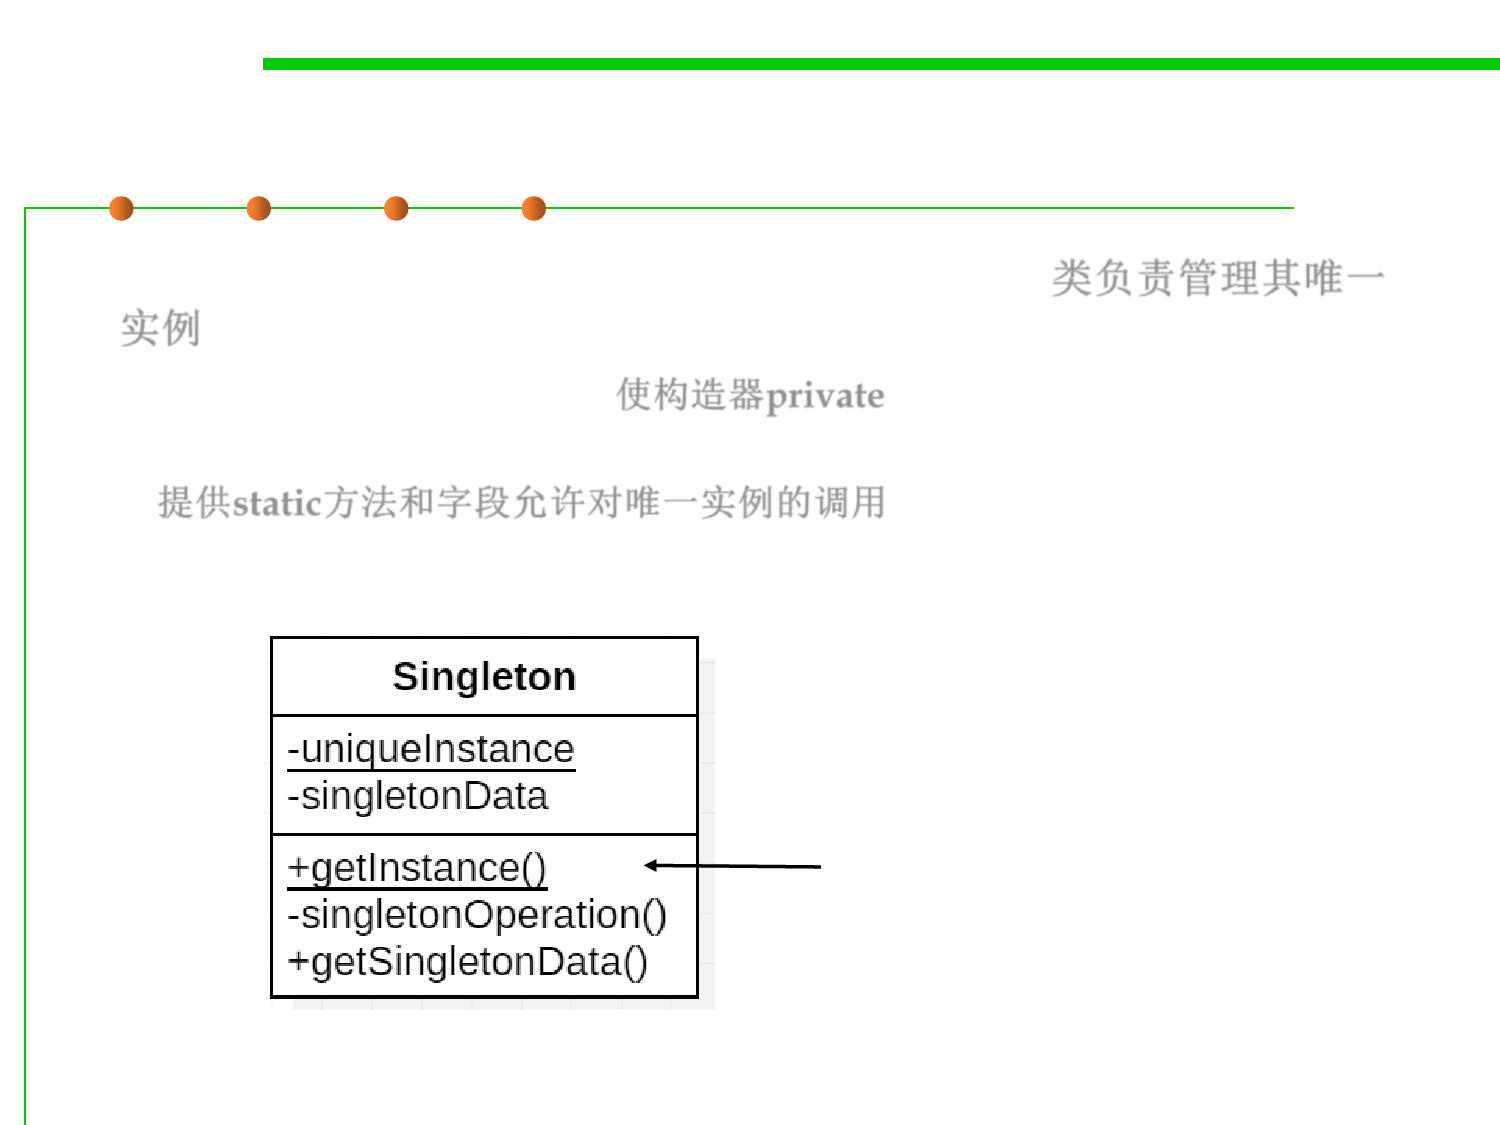 类负责管理其唯一
实例
使构造器private
提供static方法和字段允许对唯一实例的调用
Singleton
-uniqueInstance
-singletonData
+getInstance()
-singletonOperation()
+getSingletonData()